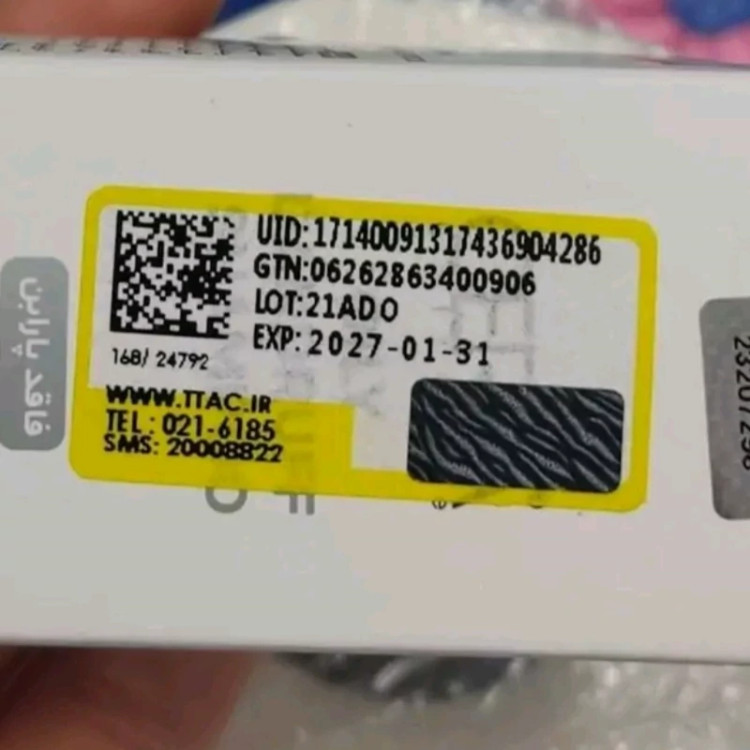 UID:17140091317436904286
GTN:06262863400906
LOT:21ADO
EXP:2027-01-31
168/ 24792
WWW.TTAC.IR
TEL: 021-6185
SMS: 20008822
فاقد پارابن